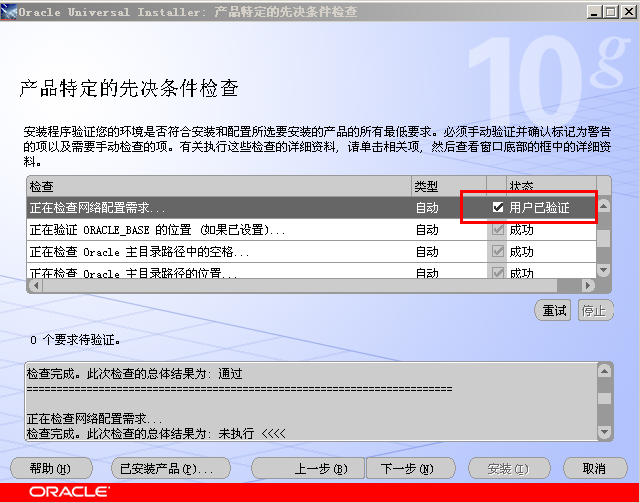 Oracle Universal Installer: 产品特定的先决条件检查
10g
产品特定的先决条件检查
安装程序验证您的环境是否符合安装和配置所选要安装的产品的所有最低要求。必须手动验证并确认标记为警告
的项以及需要手动检查的项。有关执行这些检查的详细资料, 请单击相关项, 然后查看窗口底部的框中的详细资
料。
检查 类型 状态
正在检查网络配置需求... 自动 用户已验证
正在验证 ORACLE_BASE 的位置 (如果已设置)... 自动 成功
正在检查 Oracle 主目录路径中的空格... 自动 成功
正在检查 Oracle 主目录路径的位置... 自动 成功
重试 停止
0 个要求待验证。
检查完成。此次检查的总体结果为: 通过
========================================================================
正在检查网络配置需求...
检查完成。此次检查的总体结果为: 未执行 <<<<
帮助(H) 已安装产品(P)... 上一步(B) 下一步(N) 安装(I) 取消
ORACLE